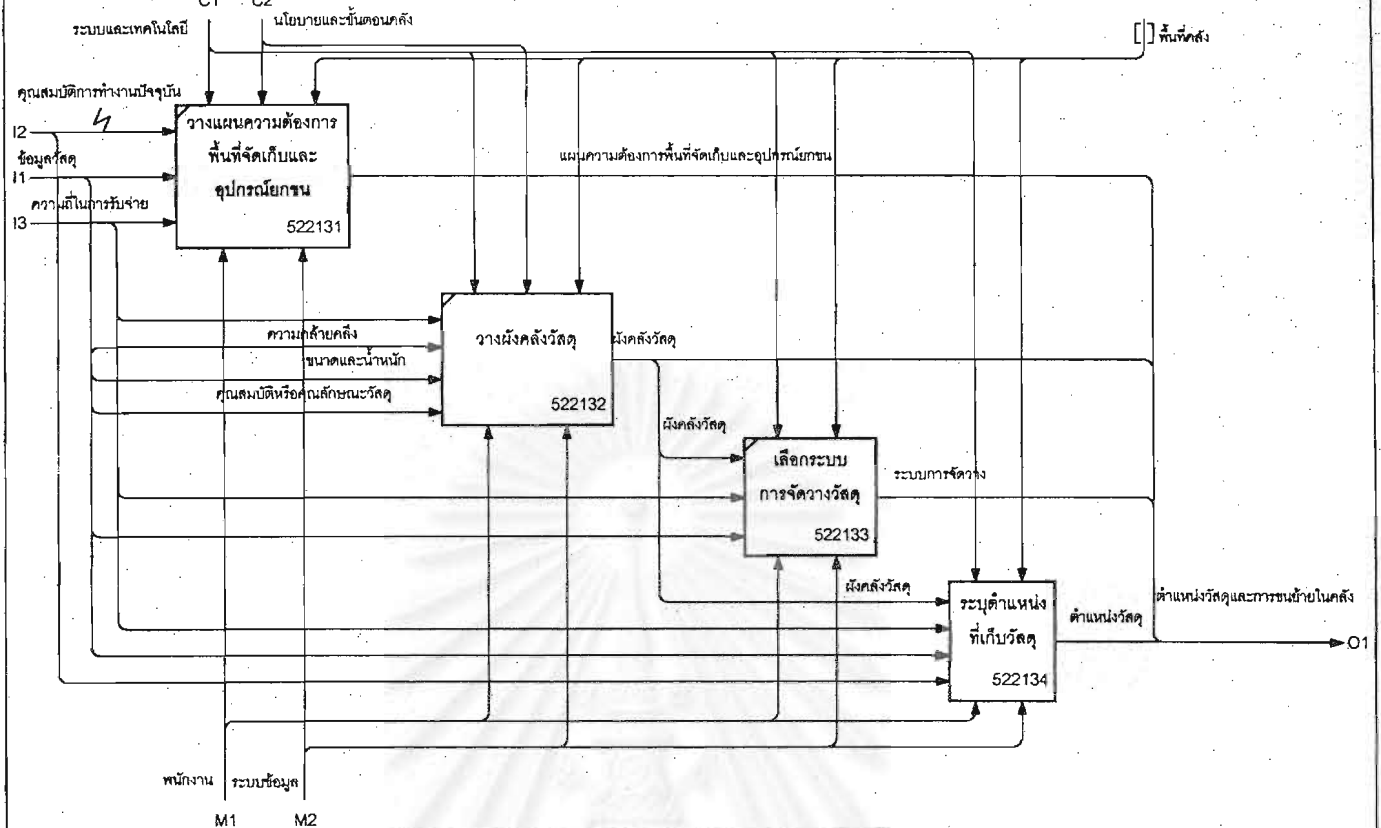 C1 C2
ระบบและเทคโนโลยี
นโยบายและขั้นตอนคลัง
[ ] พื้นที่คลัง
คุณสมบัติการทำงานปัจจุบัน
I2
ข้อมูลวัสดุ
I1
ความถี่ในการรับจ่าย
I3
วางแผนความต้องการ
พื้นที่จัดเก็บและ
อุปกรณ์ยกขน
522131
แผนความต้องการพื้นที่จัดเก็บและอุปกรณ์ยกขน
ความคล้ายคลึง
ขนาดและน้ำหนัก
คุณสมบัติหรือคุณลักษณะวัสดุ
วางผังคลังวัสดุ
522132
ผังคลังวัสดุ
ผังคลังวัสดุ
เลือกระบบ
การจัดวางวัสดุ
522133
ระบบการจัดวาง
ผังคลังวัสดุ
ระบุตำแหน่ง
ที่เก็บวัสดุ
522134
ตำแหน่งวัสดุ
ตำแหน่งวัสดุและการขนย้ายในคลัง
O1
พนักงาน
ระบบข้อมูล
M1 M2